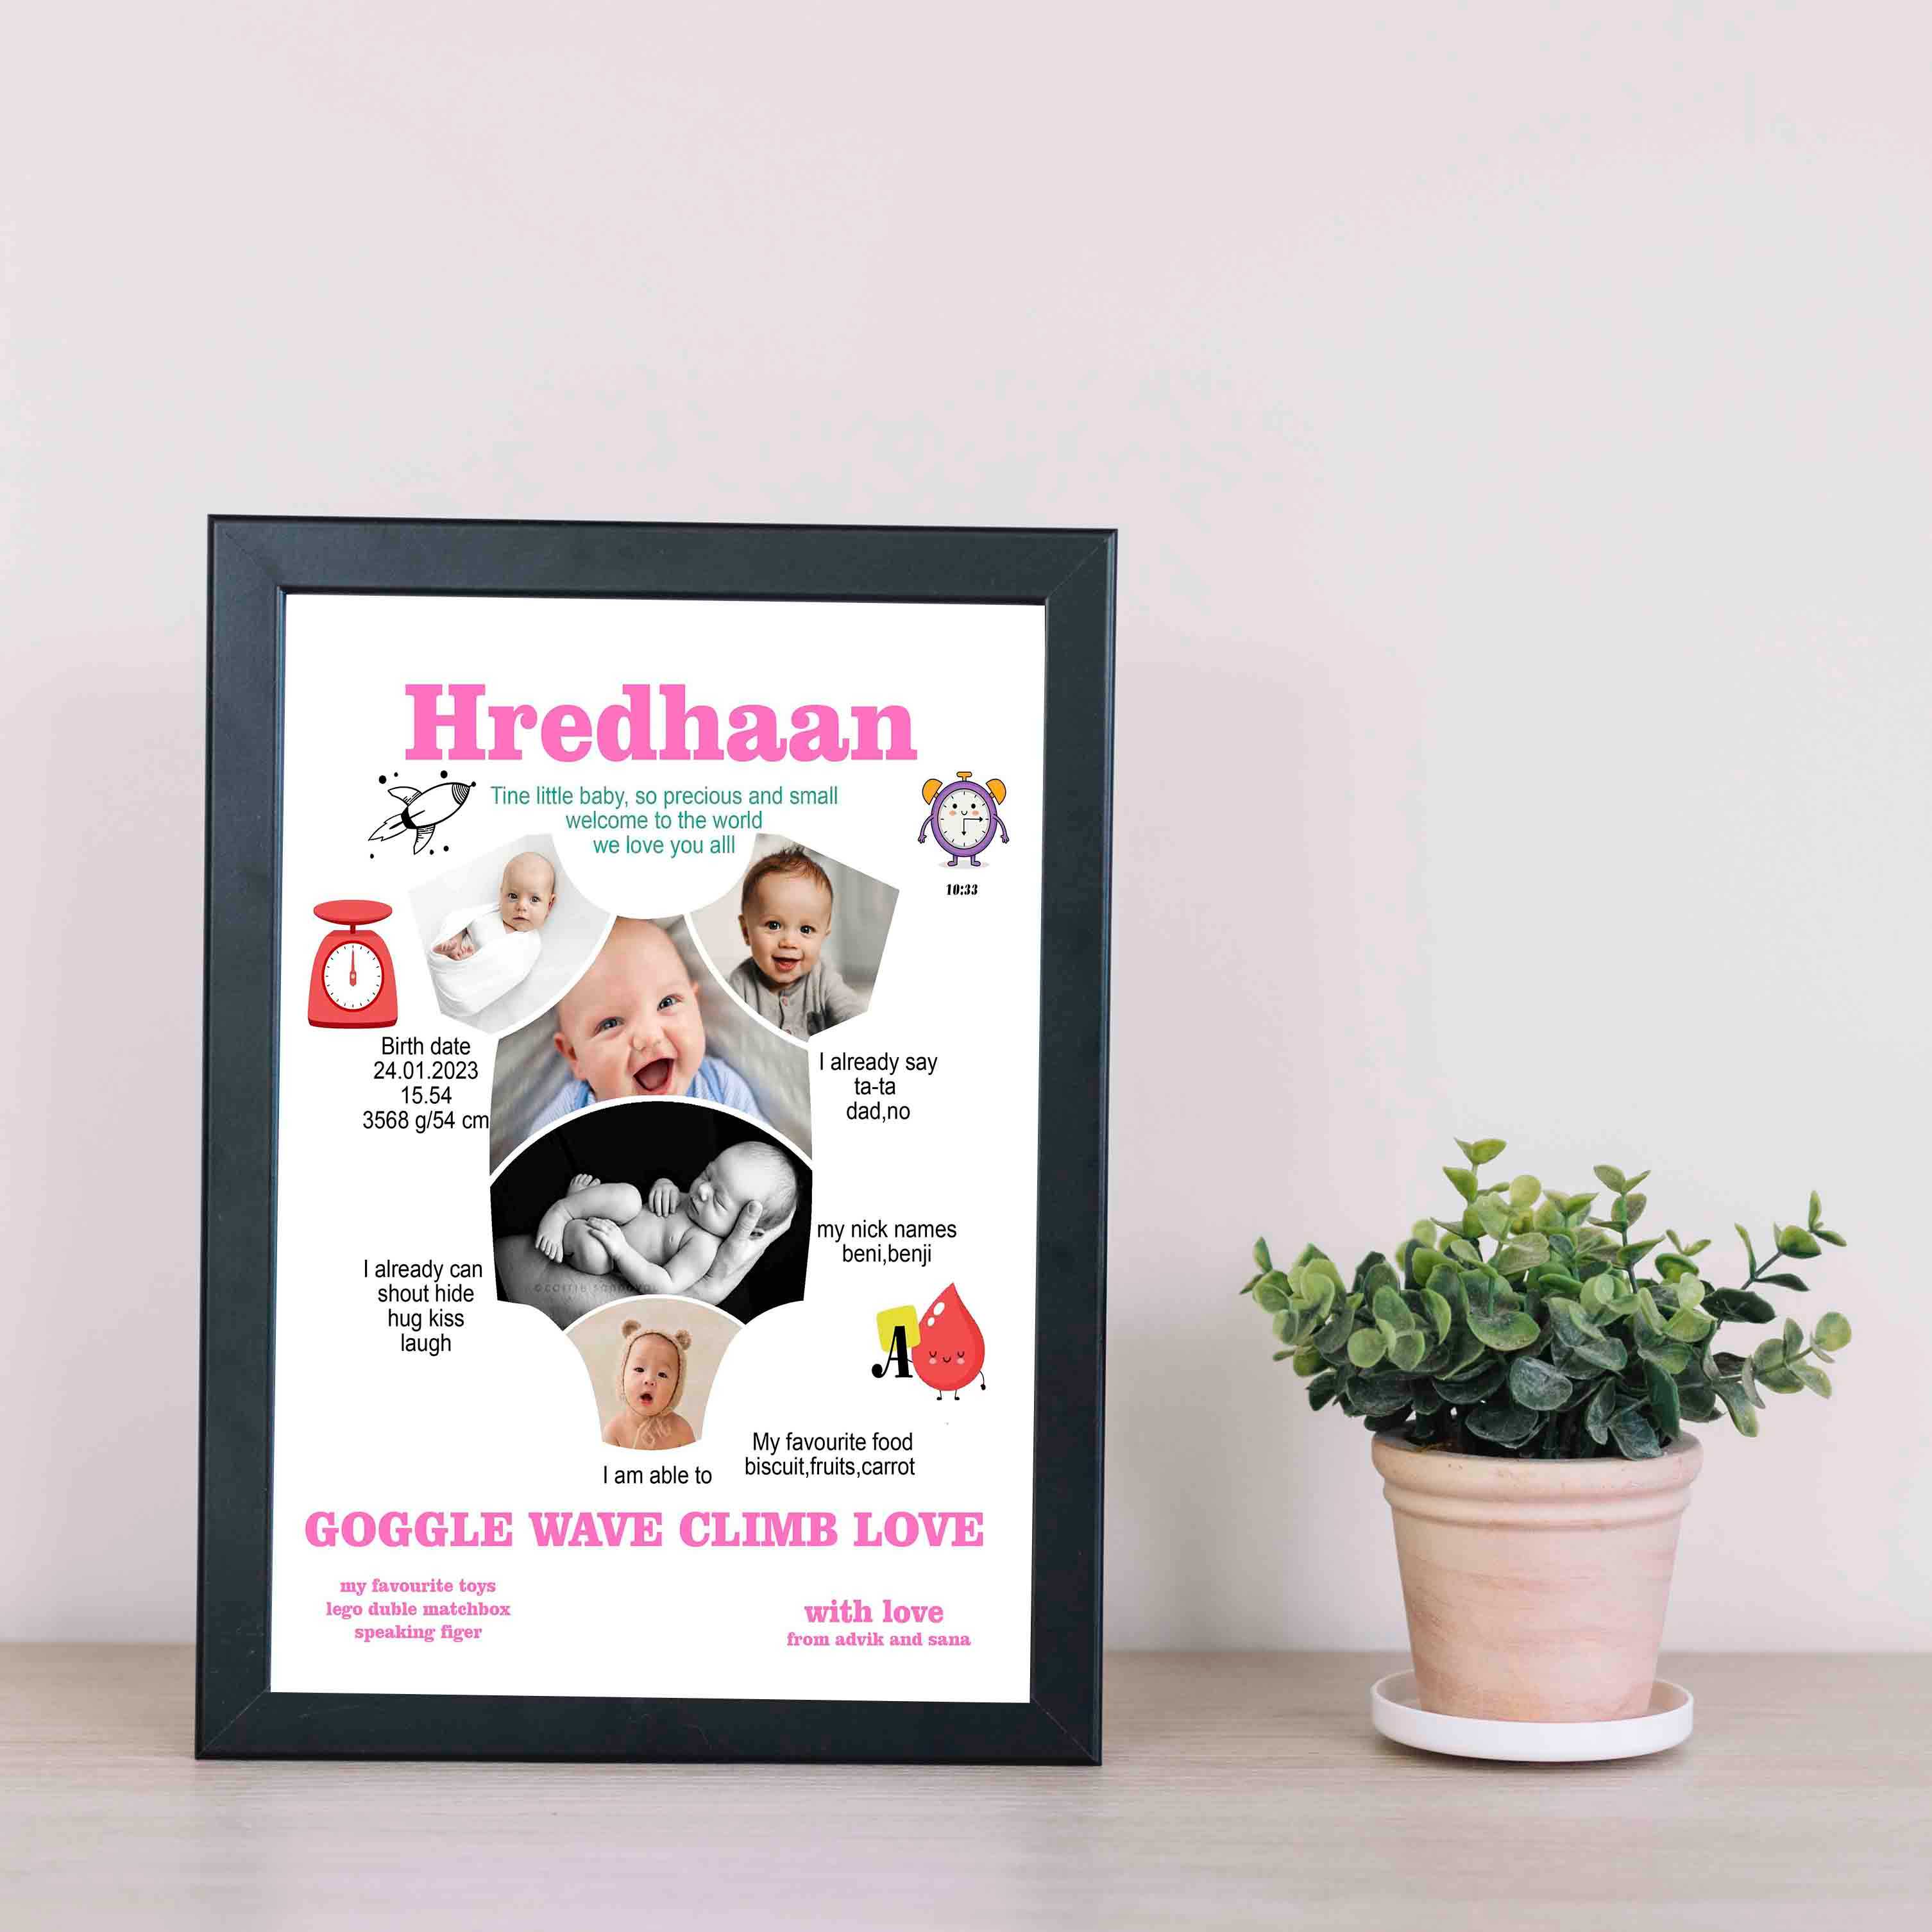 Hredhaan
Tine little baby, so precious and small
welcome to the world
we love you alll
10:33
Birth date
24.01.2023
15.54
3568 g/54 cm
I already say
ta-ta
dad,no
my nick names
beni,benji
I already can
shout hide
hug kiss
laugh
A
My favourite food
biscuit,fruits,carrot
I am able to
GOGGLE WAVE CLIMB LOVE
my favourite toys
lego duble matchbox
speaking figer
with love
from advik and sana